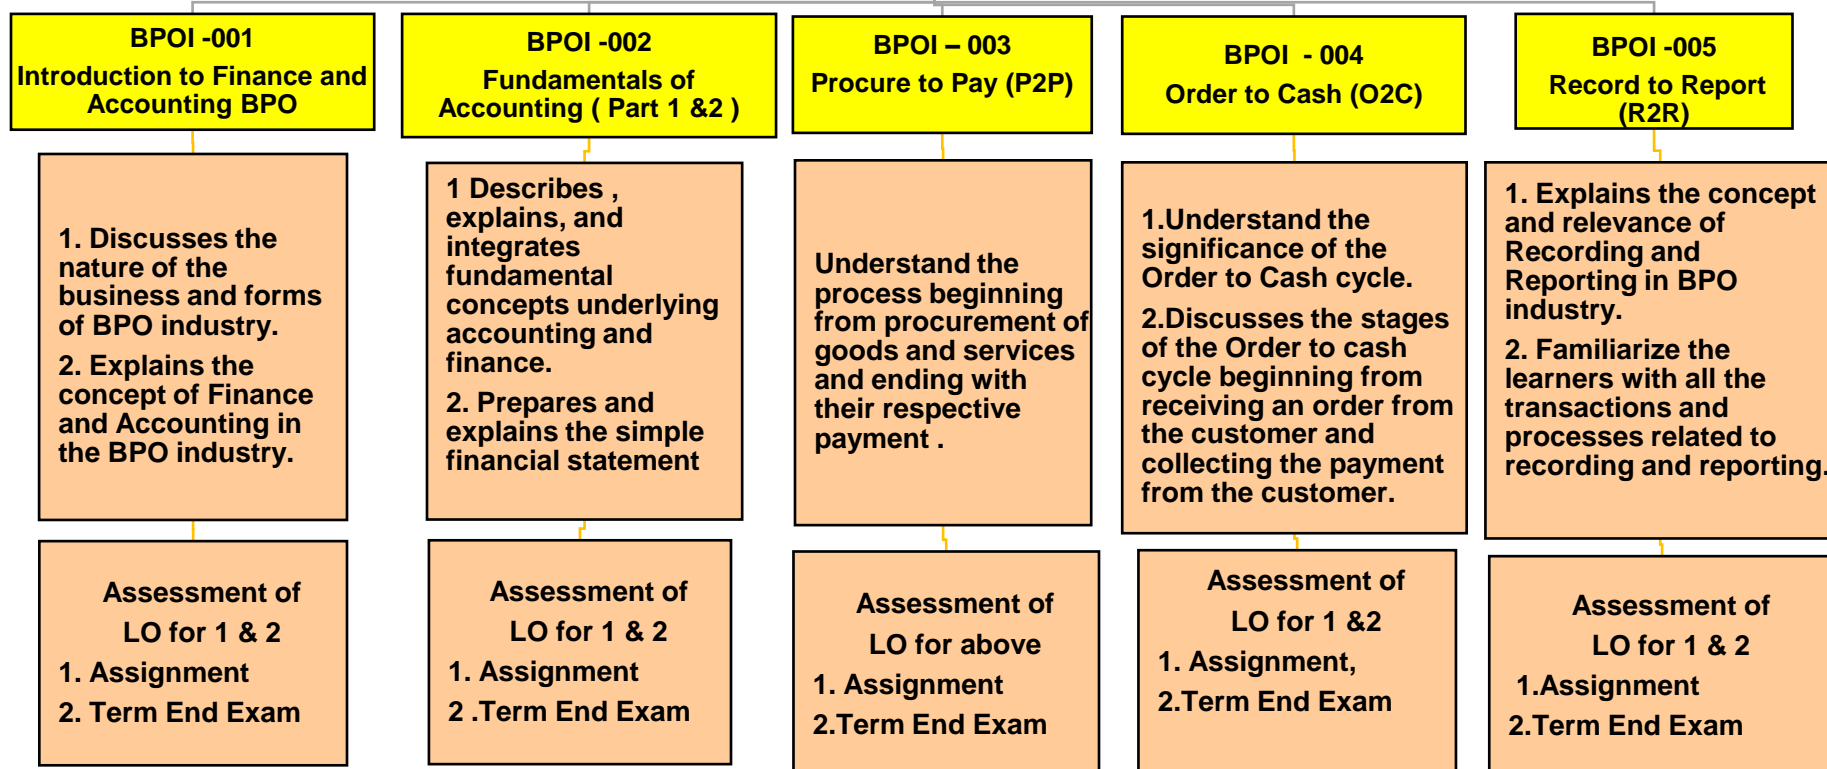 BPOI -001
Introduction to Finance and
Accounting BPO
BPOI -002
Fundamentals of
Accounting ( Part 1 &2 )
BPOI – 003
Procure to Pay (P2P)
BPOI  - 004
Order to Cash (O2C)
BPOI -005
Record to Report
(R2R)
1. Discusses the
nature of the
business and forms
of BPO industry.
2. Explains the
concept of Finance
and Accounting in
the BPO industry.
1 Describes ,
explains, and
integrates
fundamental
concepts underlying
accounting and
finance.
2. Prepares and
explains the simple
financial statement
Understand the
process beginning
from procurement of
goods and services
and ending with
their respective
payment .
1.Understand the
significance of the
Order to Cash cycle.
2.Discusses the stages
of the Order to cash
cycle beginning from
receiving an order from
the customer and
collecting the payment
from the customer.
1. Explains the concept
and relevance of
Recording and
Reporting in BPO
industry.
2. Familiarize the
learners with all the
transactions and
processes related to
recording and reporting.
Assessment of
LO for 1 & 2
1. Assignment
2. Term End Exam
Assessment of
LO for 1 & 2
1. Assignment
2 .Term End Exam
Assessment of
LO for above
1. Assignment
2.Term End Exam
Assessment of
LO for 1 &2
1. Assignment,
2.Term End Exam
Assessment of
LO for 1 & 2
1.Assignment
2.Term End Exam